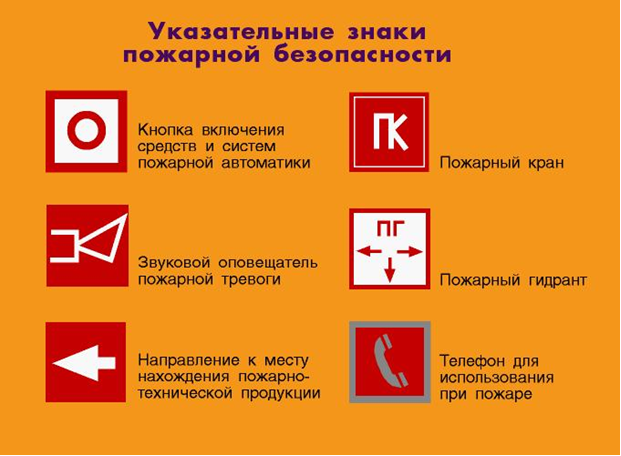 Указательные знаки
пожарной безопасности
Кнопка включения
средств и систем
пожарной автоматики
ПК
Пожарный кран
Звуковой оповещатель
пожарной тревоги
ПГ
Пожарный гидрант
Направление к месту
нахождения пожарно-
технической продукции
Телефон для
использования
при пожаре